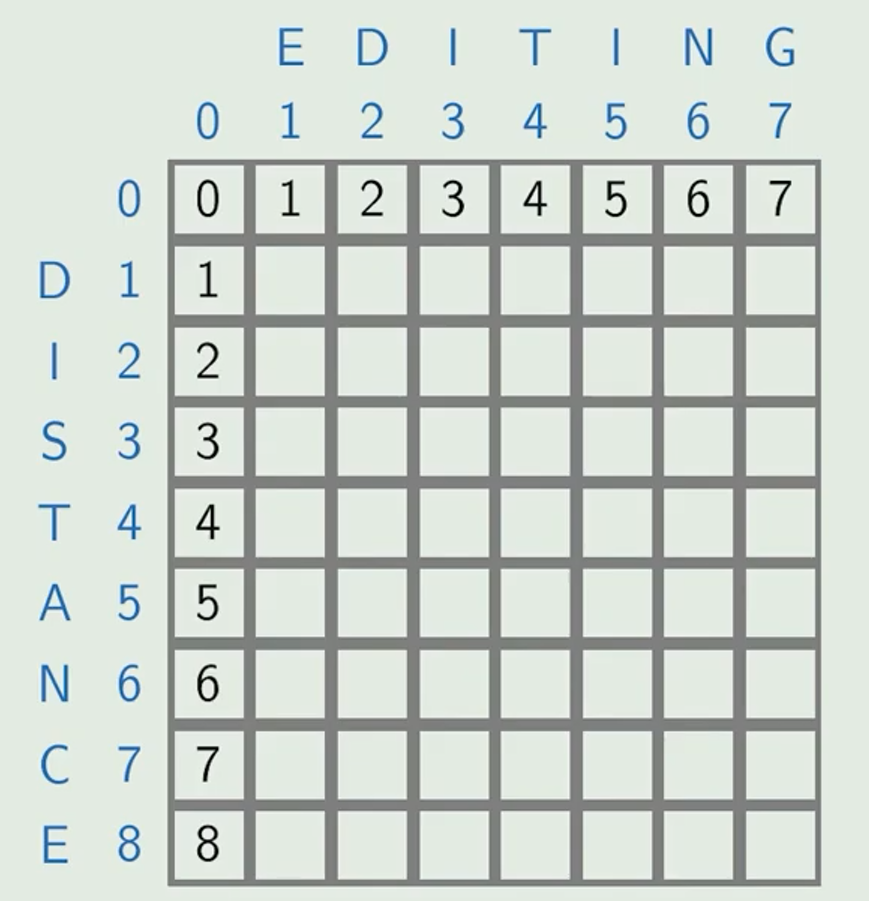 E D I T I N G
0 1 2 3 4 5 6 7
0 0 1 2 3 4 5 6 7
D 1 1
I 2 2
S 3 3
T 4 4
A 5 5
N 6 6
C 7 7
E 8 8